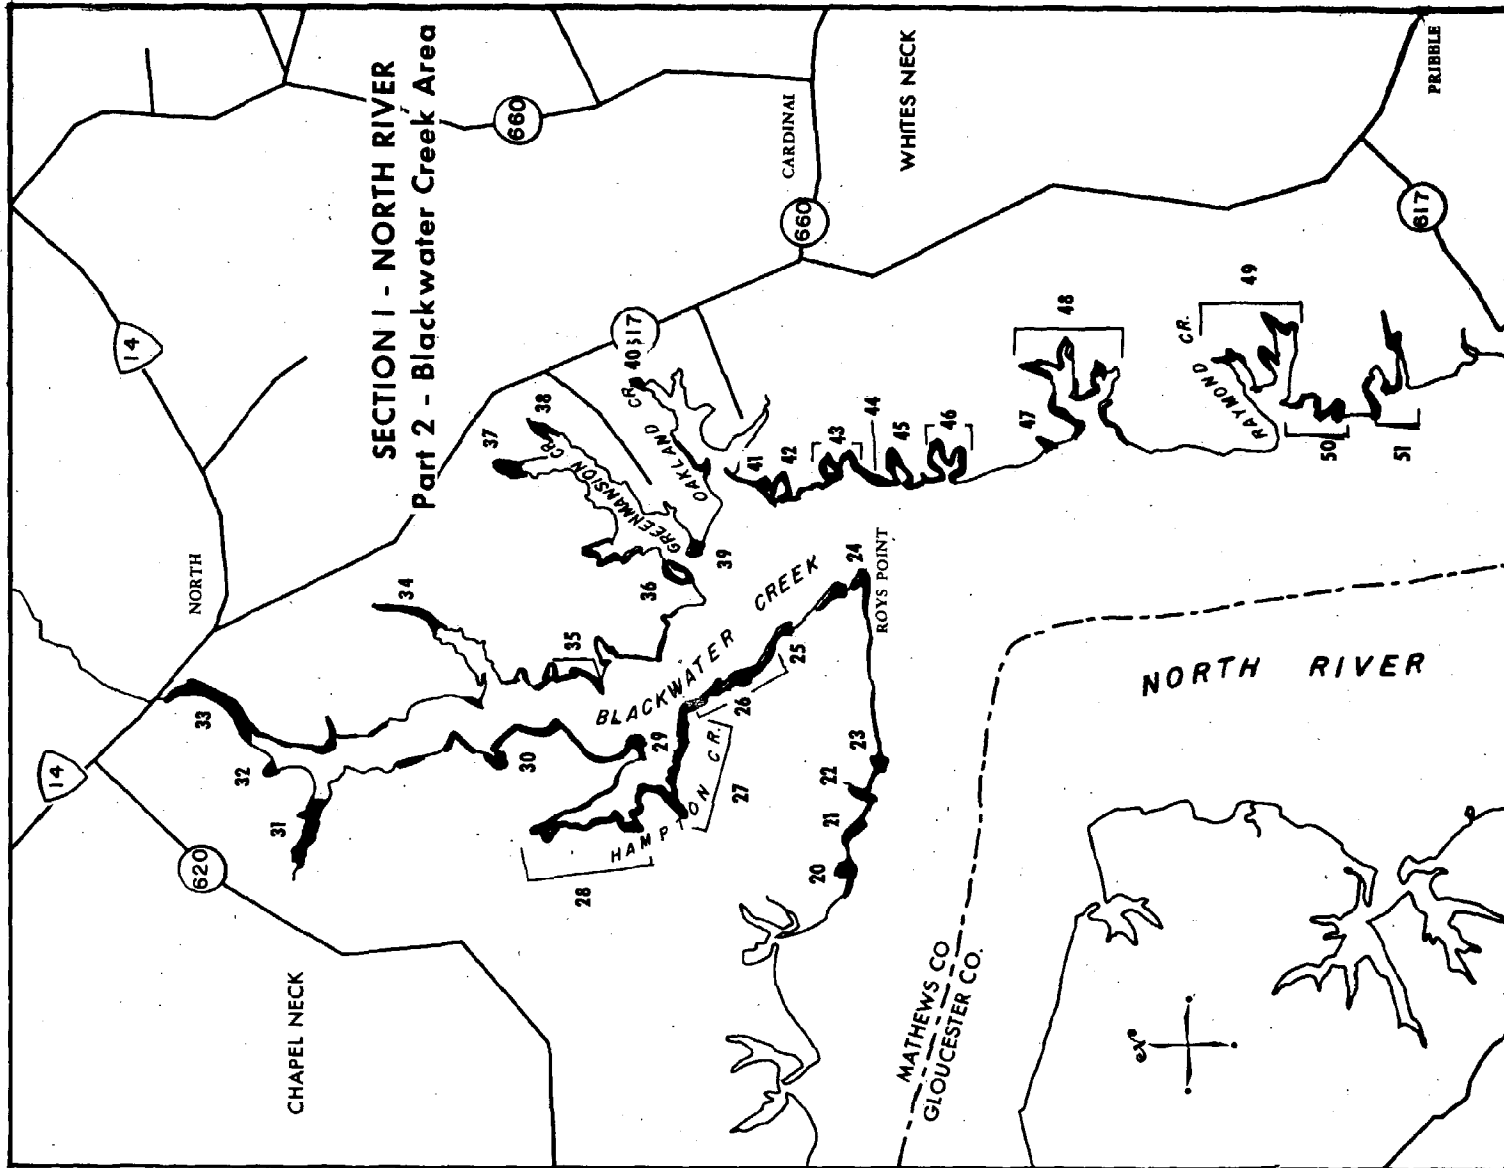 SECTION I - NORTH RIVER
Part 2 - Blackwater Creek Area
14
14
620
660
660
617
617
NORTH
CARDINAI
WHITES NECK
PRIBBLE
CHAPEL NECK
GREENMANSION CR.
OAKLAND CR.
BLACKWATER CREEK
HAMPTON CR.
RAYMOND CR.
ROYS POINT
NORTH RIVER
MATHEWS CO
GLOUCESTER CO.
20
21
22
23
24
25
26
27
28
29
30
31
32
33
34
35
36
37
38
39
40
41
42
43
44
45
46
47
48
49
50
51